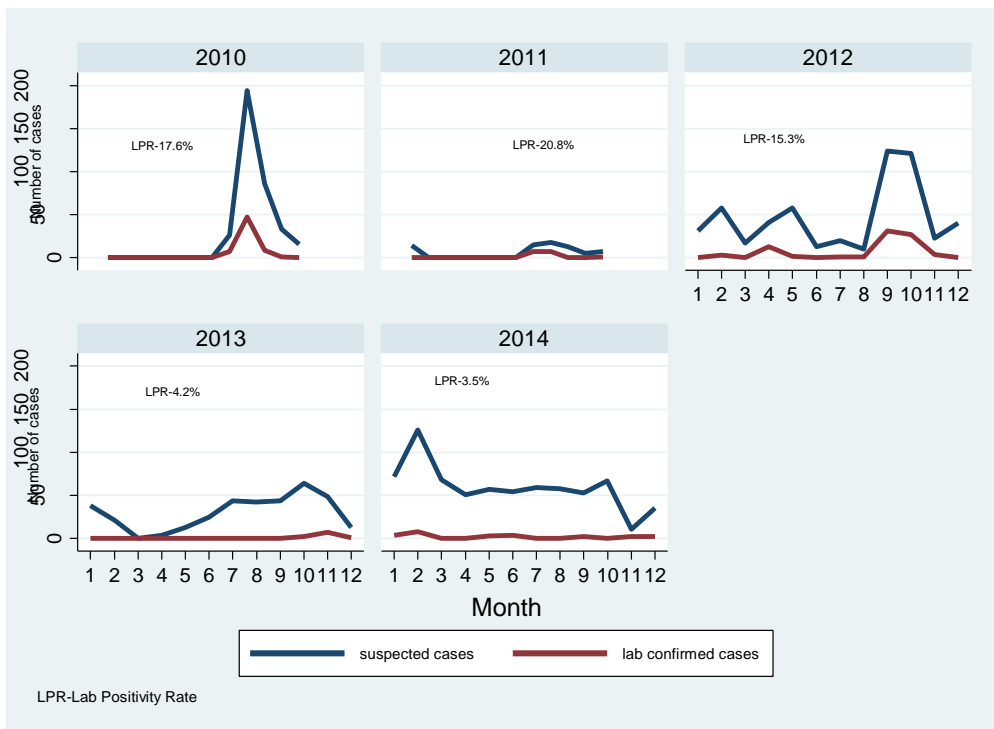 2010
2011
2012
Number of cases
0 50 100 150 200
LPR-17.6%
LPR-20.8%
LPR-15.3%
1 2 3 4 5 6 7 8 9 10 11 12
2013
2014
Number of cases
0 50 100 150 200
LPR-4.2%
LPR-3.5%
1 2 3 4 5 6 7 8 9 10 11 12
1 2 3 4 5 6 7 8 9 10 11 12
Month
suspected cases
lab confirmed cases
LPR-Lab Positivity Rate